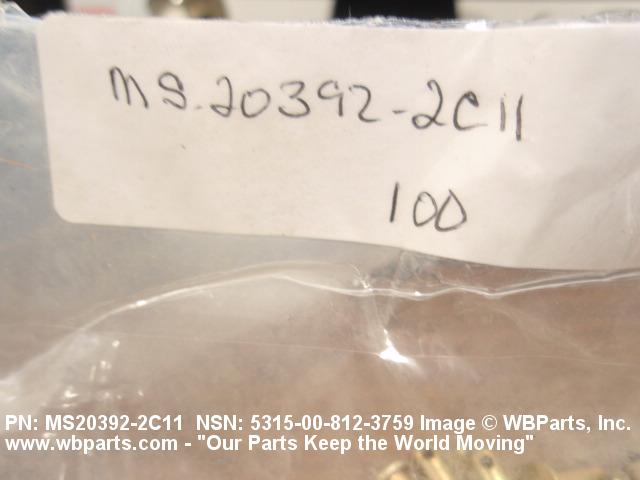 MS.20392-2C11
100
PN: MS20392-2C11 NSN: 5315-00-812-3759 Image © WBParts, Inc.
www.wbparts.com - "Our Parts Keep the World Moving"